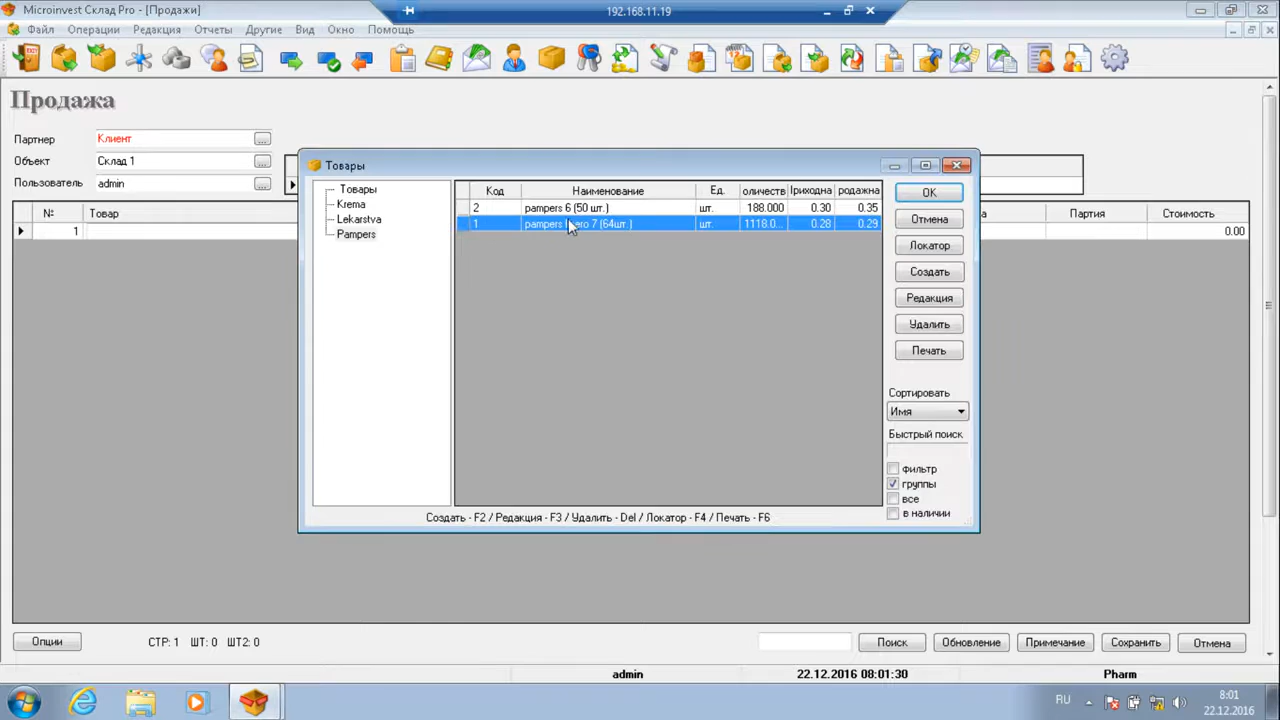 Microinvest Склад Pro - [Продажи]
192.168.11.19
Файл Операции Редакция Отчеты Другие Вид Окно Помощь
Продажа
Партнер Клиент ...
Объект Склад 1 ...
Пользователь admin ...
№ Товар Партия Стоимость
1 0.00
Товары
Товары
Krema
Lekarstva
Pampers
Код Наименование Ед. оличеств Іриходна родажна
2 pampers 6 (50 шт.) шт. 188.000 0.30 0.35
1 pampers 7 (64шт.) шт. 1118.0... 0.28 0.29
OK
Отмена
Локатор
Создать
Редакция
Удалить
Печать
Сортировать
Имя
Быстрый поиск
фильтр
группы
все
в наличии
Создать - F2 / Редакция - F3 / Удалить - Del / Локатор - F4 / Печать - F6
Опции СТР: 1 ШТ: 0 ШТ2: 0 Поиск Обновление Примечание Сохранить Отмена
admin 22.12.2016 08:01:30 Pharm
RU 8:01
22.12.2016